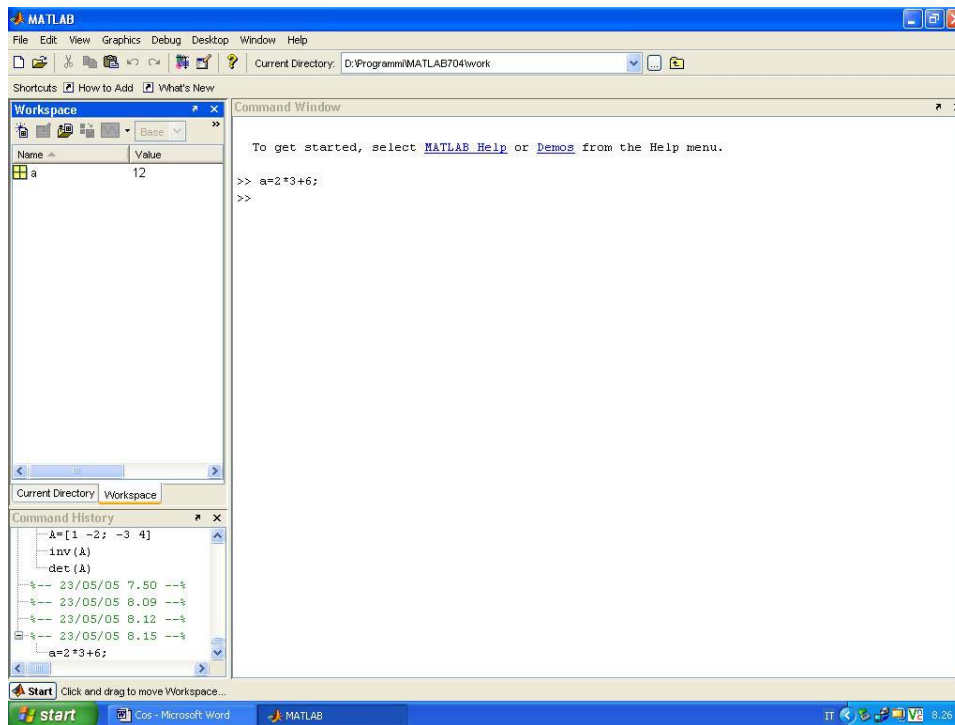 MATLAB
File Edit View Graphics Debug Desktop Window Help
Current Directory: D:\Programmi\MATLAB704\work
Shortcuts How to Add What's New
Workspace
Base
Name Value
a 12
Current Directory Workspace
Command History
A=[1 -2; -3 4]
inv(A)
det(A)
%-- 23/05/05 7.50 --%
%-- 23/05/05 8.09 --%
%-- 23/05/05 8.12 --%
%-- 23/05/05 8.15 --%
a=2*3+6;
Command Window
To get started, select MATLAB Help or Demos from the Help menu.
>> a=2*3+6;
>>
Start Click and drag to move Workspace...
start Cos - Microsoft Word MATLAB IT 8.26